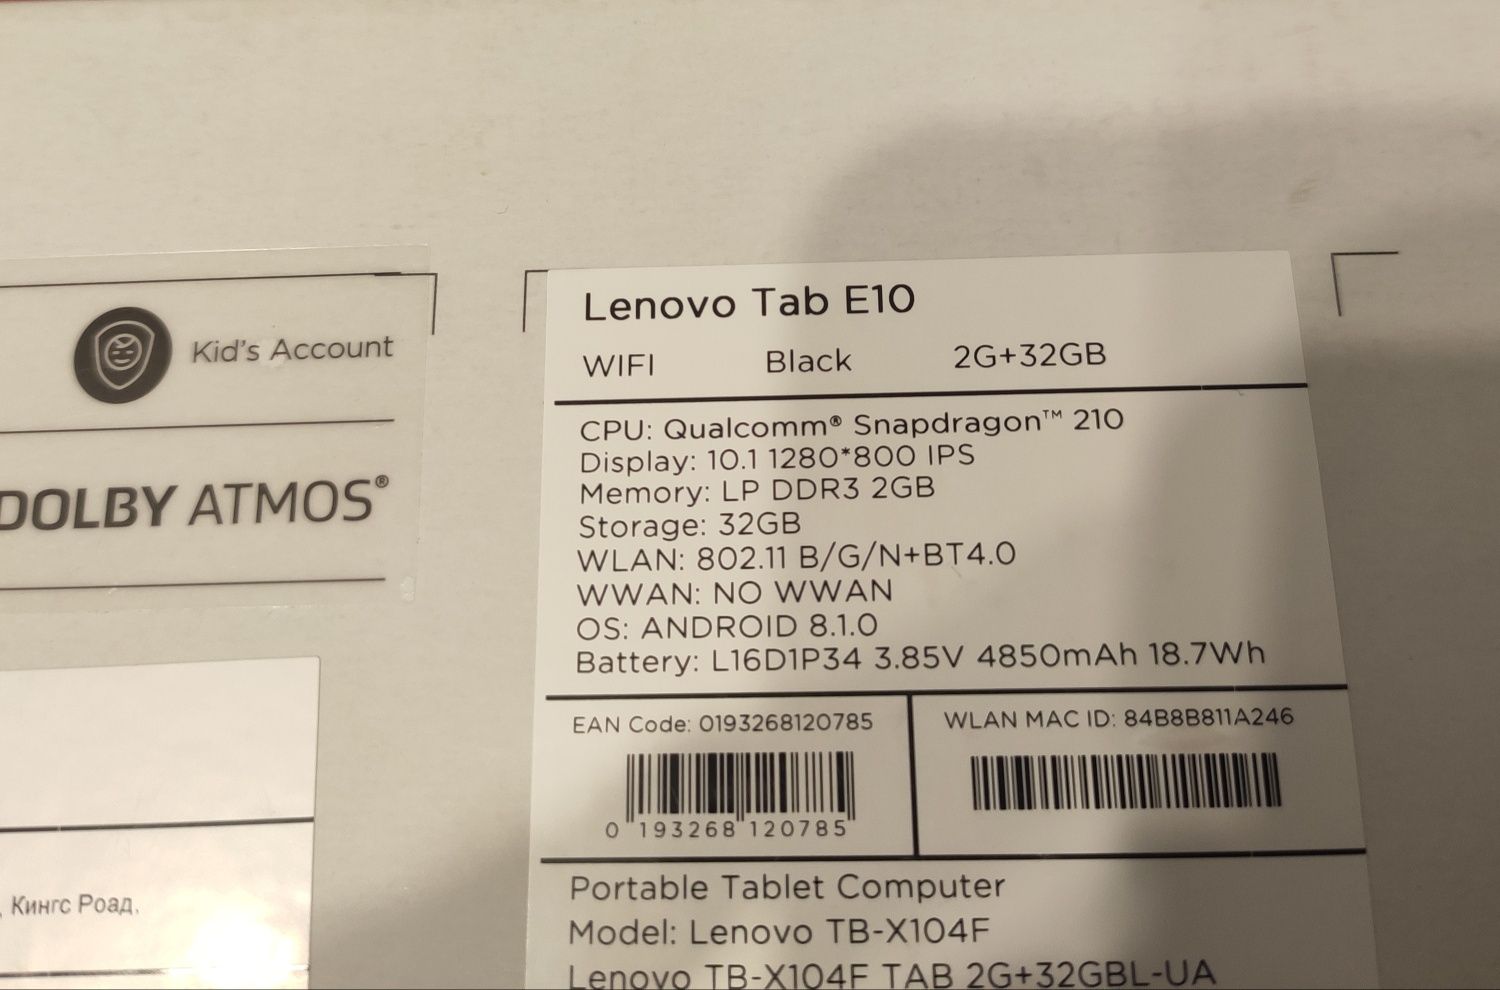 Kid's Account
DOLBY ATMOS®
, Кингс Роад,
Lenovo Tab E10
WIFI Black 2G+32GB
CPU: Qualcomm® Snapdragon™ 210
Display: 10.1 1280*800 IPS
Memory: LP DDR3 2GB
Storage: 32GB
WLAN: 802.11 B/G/N+BT4.0
WWAN: NO WWAN
OS: ANDROID 8.1.0
Battery: L16D1P34 3.85V 4850mAh 18.7Wh
EAN Code: 0193268120785
0 193268 120785
WLAN MAC ID: 84B8B811A246
Portable Tablet Computer
Model: Lenovo TB-X104F
Lenovo TB-X104F TAB 2G+32GBL-UA